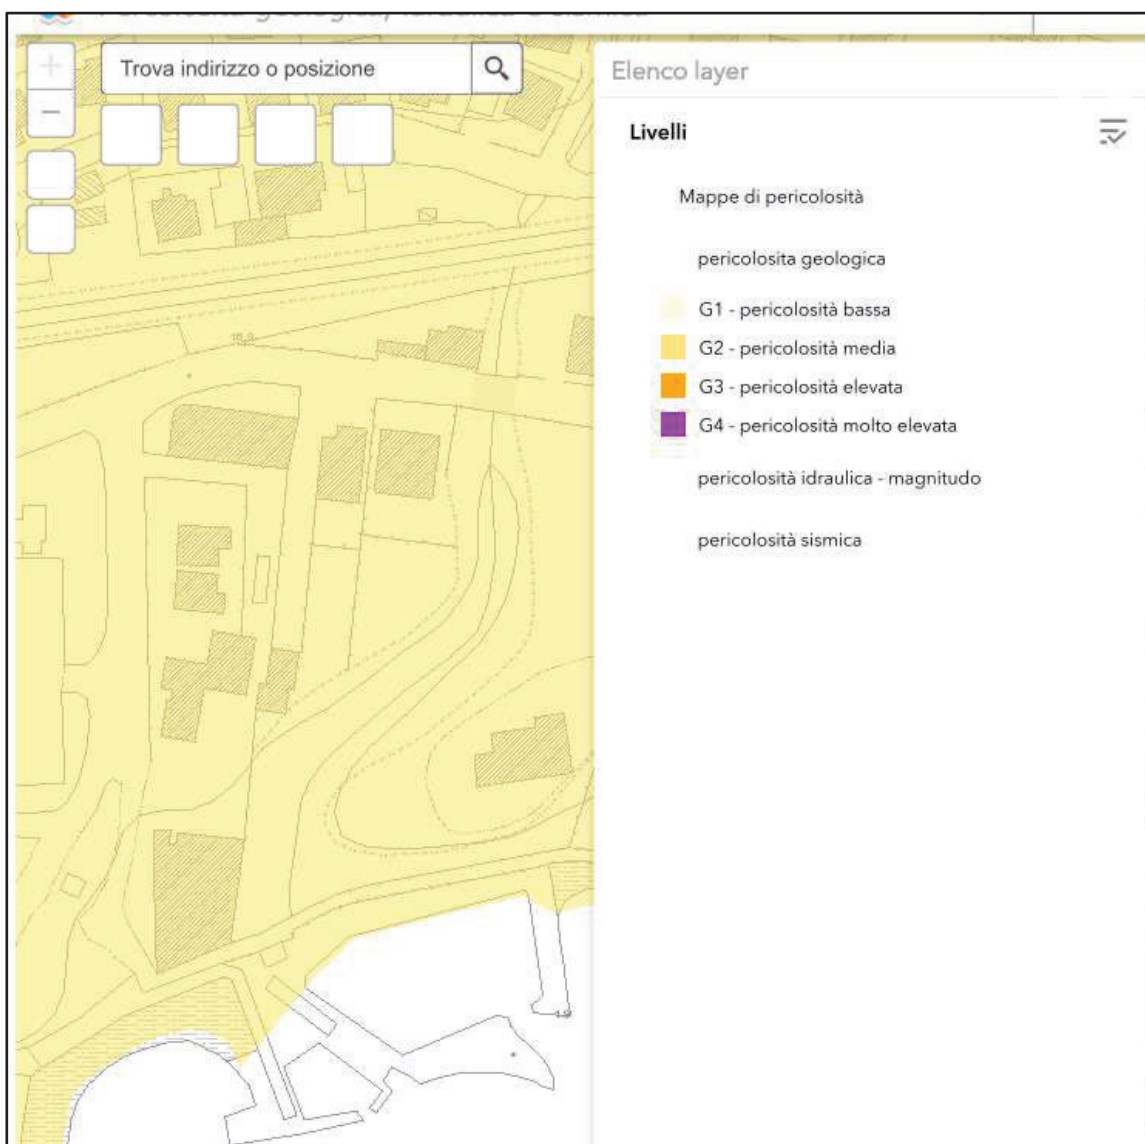 Trova indirizzo o posizione
Elenco layer
Livelli
Mappe di pericolosità
pericolosita geologica
G1 - pericolosità bassa
G2 - pericolosità media
G3 - pericolosità elevata
G4 - pericolosità molto elevata
pericolosità idraulica - magnitudo
pericolosità sismica